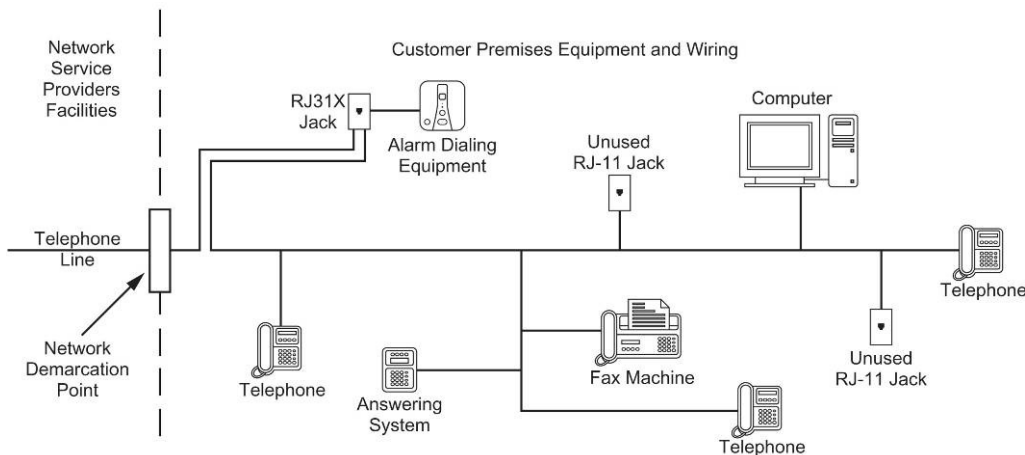 Network
Service
Providers
Facilities
Customer Premises Equipment and Wiring
RJ31X
Jack
Alarm Dialing
Equipment
Unused
RJ-11 Jack
Computer
Telephone
Line
Network
Demarcation
Point
Telephone
Answering
System
Fax Machine
Telephone
Unused
RJ-11 Jack
Telephone